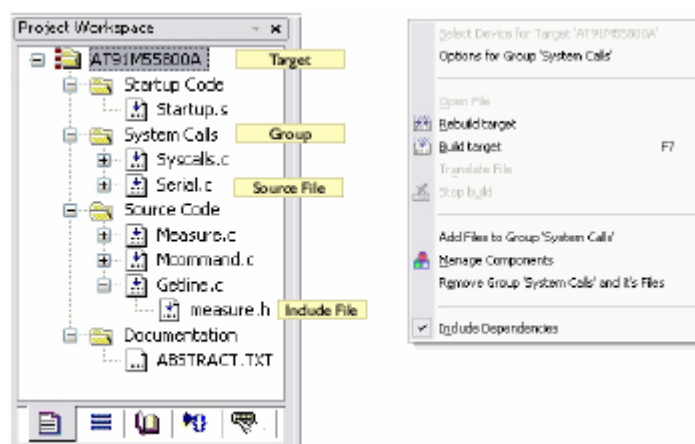 Project Workspace
AT91M55800A
Target
Startup Code
Startup.s
System Calls
Group
Syscalls.c
Serial.c
Source File
Source Code
Measure.c
Mcommand.c
Getline.c
measure.h
Include File
Documentation
ABSTRACT.TXT
Select Device for Target 'AT91M55800A'
Options for Group 'System Calls'
Open File
Rebuild target
Build target F7
Translate File
Stop build
Add Files to Group 'System Calls'
Manage Components
Remove Group 'System Calls' and it's Files
Include Dependencies